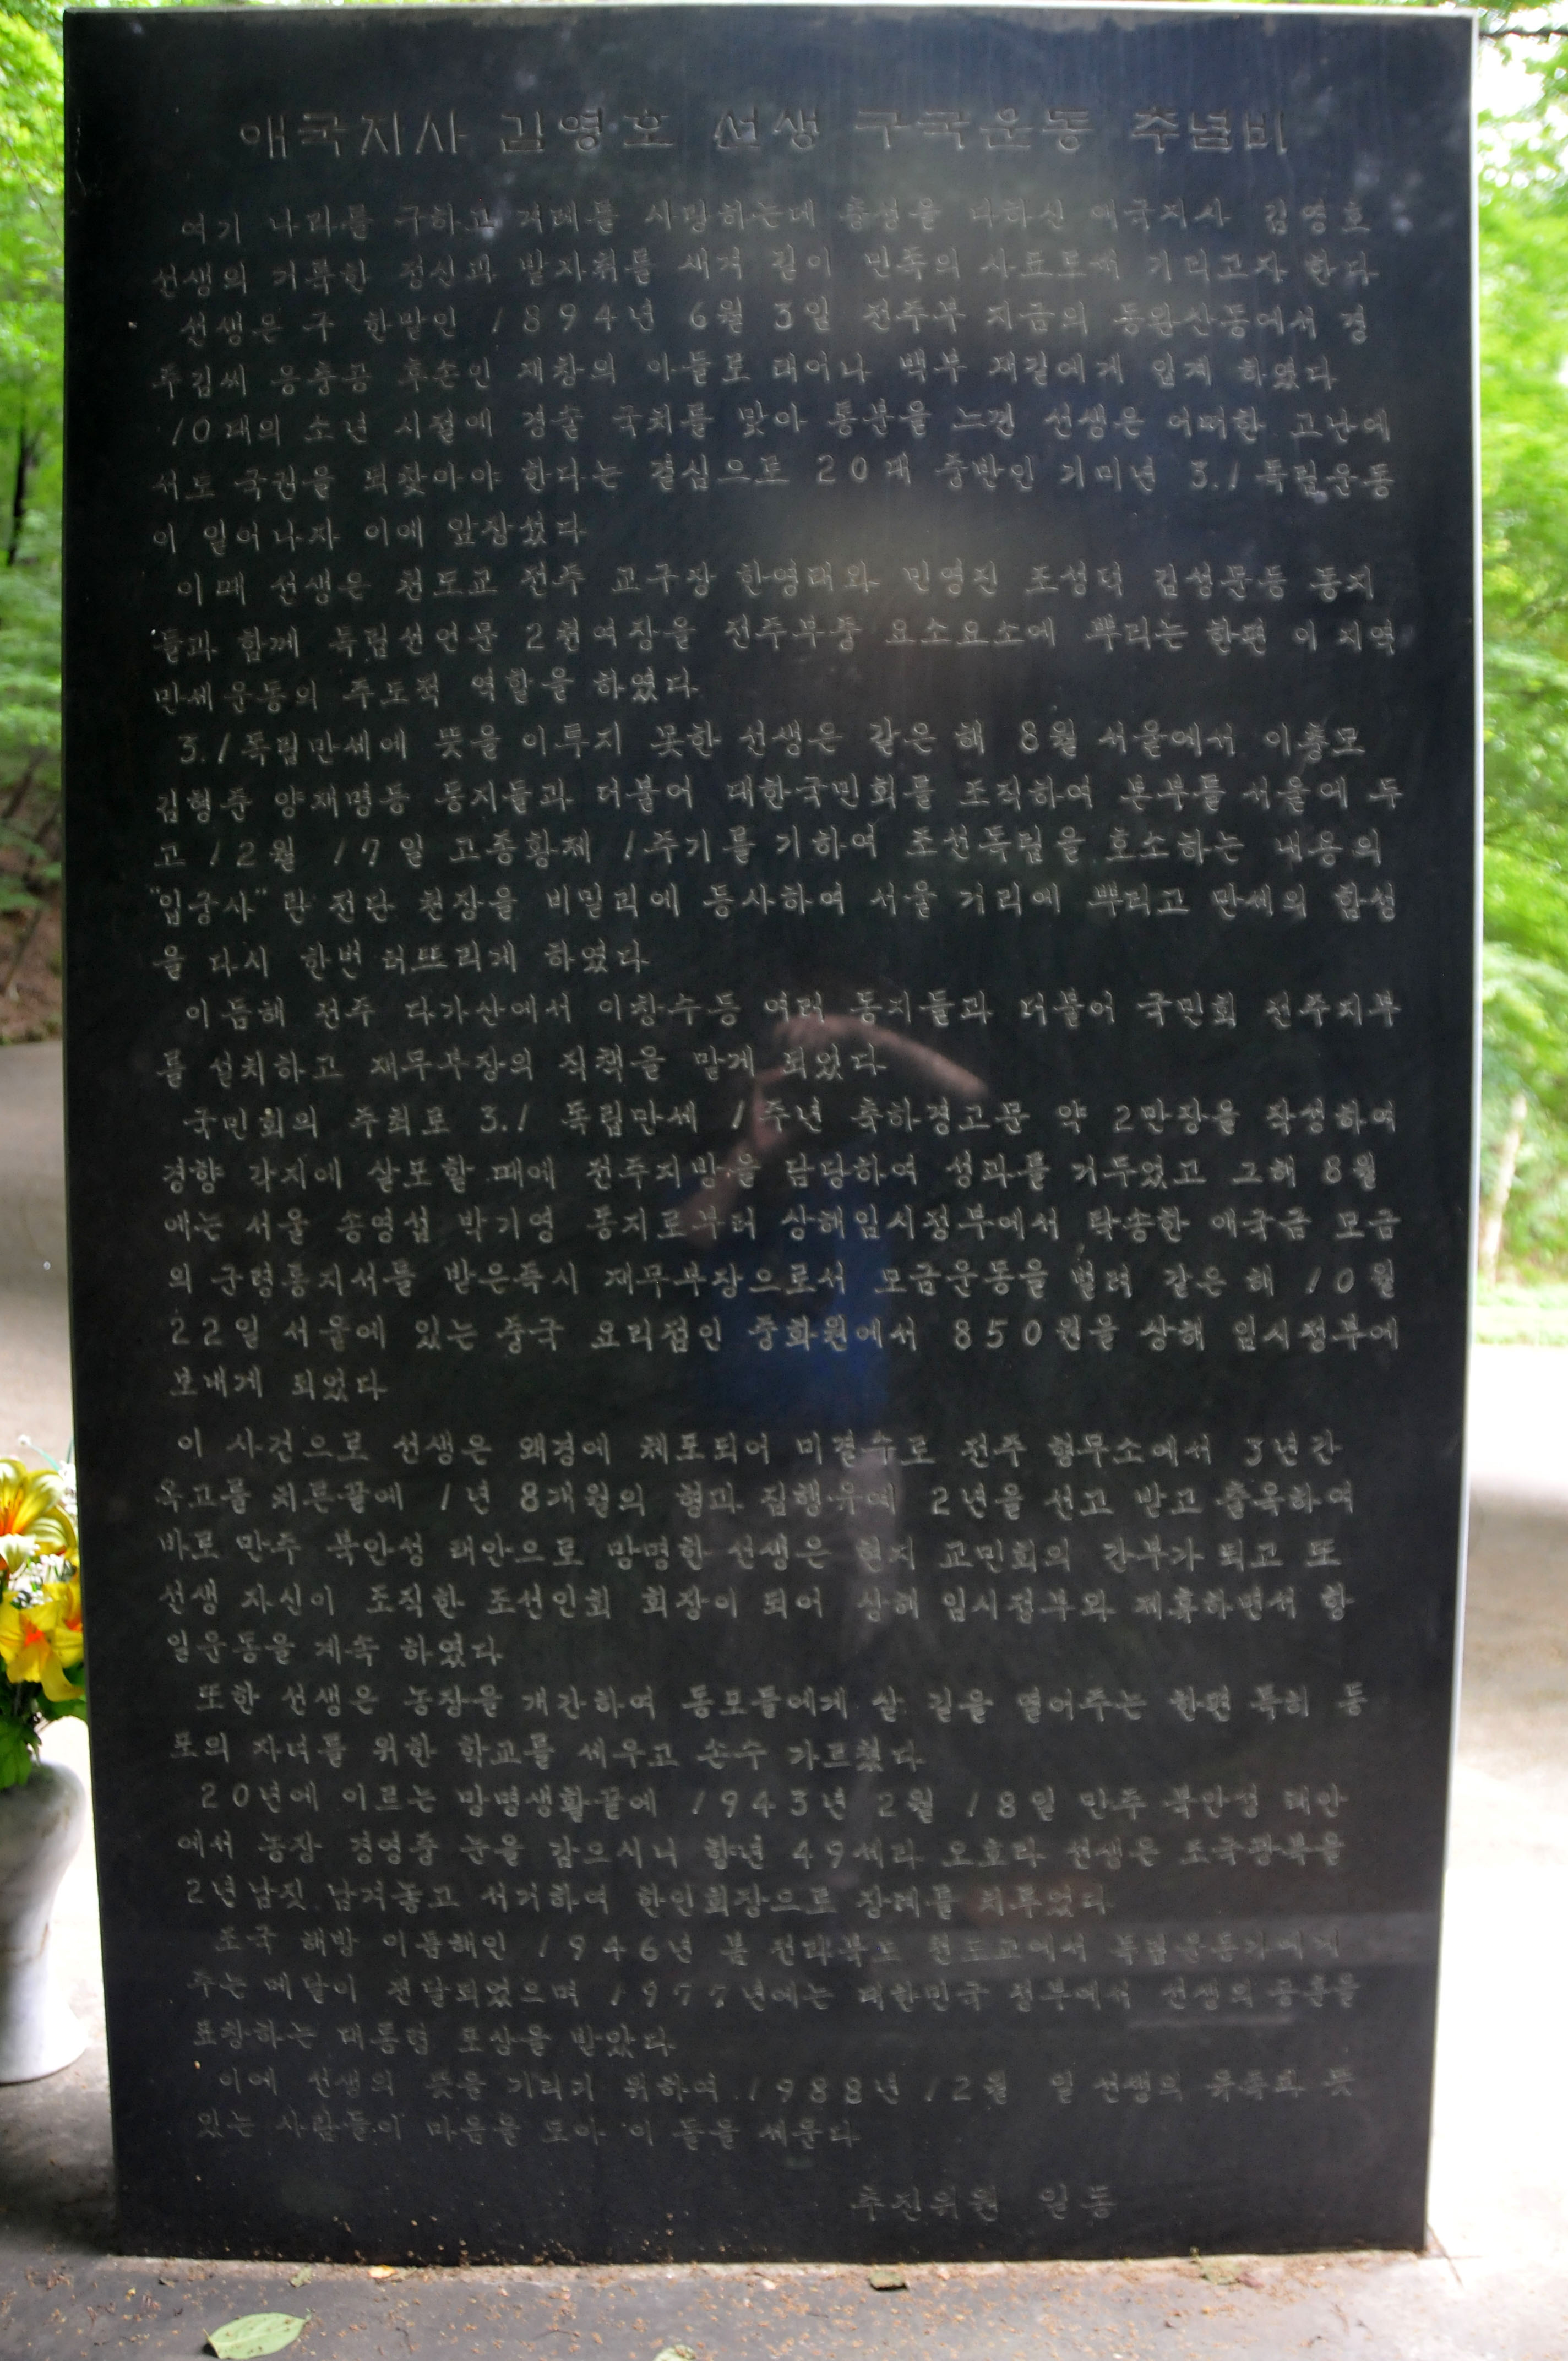 애국지사 김영호 선생 구국운동 추념비
여기 나라를 구하고 겨레를 사랑하는데 충성을 다하신 애국지사 김영호
선생의 거룩한 정신과 발자취를 새겨 길이 민족의 사표로써 기리고자 한다
선생은 구 한말인 1894년 6월 3일 전주부 지금의 동완산동에서 경
주김씨 충공 후손인 재창의 아들로 태어나 백부 재길에게 입계 하였다
10대의 소년 시절에 경술 국치를 맞아 통분을 느낀 선생은 어떠한 고난에
서도 국권을 되찾아야 한다는 결심으로 20대 중반인 기미년 3.1독립운동
이 일어나자 이에 앞장섰다
이때 선생은 천도교 전주 교구장 한영태와 민영진 조성덕 김성문등 동지
들과 함께 독립선언문 2천여장을 전주부중 요소요소에 뿌리는 한편 이 지역
만세운동의 주도적 역할을 하였다
3.1독립만세에 뜻을 이루지 못한 선생은 같은 해 8월 서울에서 이종모
김형준 양재명등 동지들과 더불어 대한국민회를 조직하여 본부를 서울에 두
고 12월 17일 고종황제 1주기를 기하여 조선독립을 호소하는 내용의
"입궁사"란 전단 천장을 비밀리에 등사하여 서울 거리에 뿌리고 만세의 함성
을 다시 한번 터뜨리게 하였다
이듬해 전주 다가산에서 이창수등 여러 동지들과 더불어 국민회 전주지부
를 설치하고 재무부장의 직책을 맡게 되었다
국민회의 주최로 3.1 독립만세 1주년 축하경고문 약 2만장을 작성하여
경향 각지에 살포할 때에 전주지방을 담당하여 성과를 거두었고 그해 8월
에는 서울 송영섭 박기영 동지로부터 상해임시정부에서 탁송한 애국금 모금
의 군령통지서를 받은즉시 재무부장으로서 모금운동을 벌려 같은 해 10월
22일 서울에 있는 중국 요리점인 중화원에서 850원을 상해 임시정부에
보내게 되었다
이 사건으로 선생은 왜경에 체포되어 미결수로 전주 형무소에서 3년간
옥고를 치른끝에 1년 8개월의 형과 집행유예 2년을 선고 받고 출옥하여
바로 만주 북안성 태안으로 망명한 선생은 현지 교민회의 간부가 되고 또
선생 자신이 조직한 조선인회 회장이 되어 상해 임시정부와 제휴하면서 항
일운동을 계속 하였다
또한 선생은 농장을 개간하여 동포들에게 살 길을 열어주는 한편 특히 동
포의 자녀를 위한 학교를 세우고 손수 가르쳤다
20년에 이르는 망명생활끝에 1943년 2월 18일 만주 북안성 태안
에서 농장 경영중 눈을 감으시니 향년 49세라 오호라 선생은 조국광복을
2년남짓 남겨놓고 서거하여 한인회장으로 장례를 치루었다
조국 해방 이듬해인 1946년 봄 전라북도 천도교에서 독립운동가에게
주는 메달이 전달되었으며 1977년에는 대한민국 정부에서 선생의 공훈을
표창하는 대통령 표상을 받았다
이에 선생의 뜻을 기리기 위하여 1988년 12월 일 선생의 유족과 뜻
있는 사람들이 마음을 모아 이 돌을 세운다
추진위원 일동